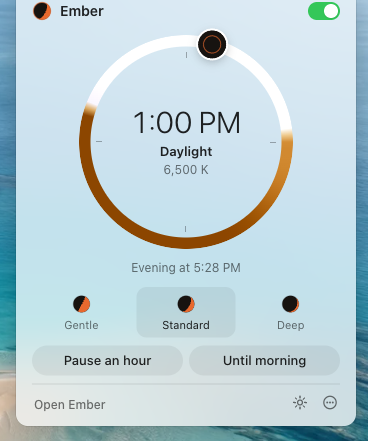 Ember
1:00 PM
Daylight
6,500 K
Evening at 5:28 PM
Gentle
Standard
Deep
Pause an hour
Until morning
Open Ember